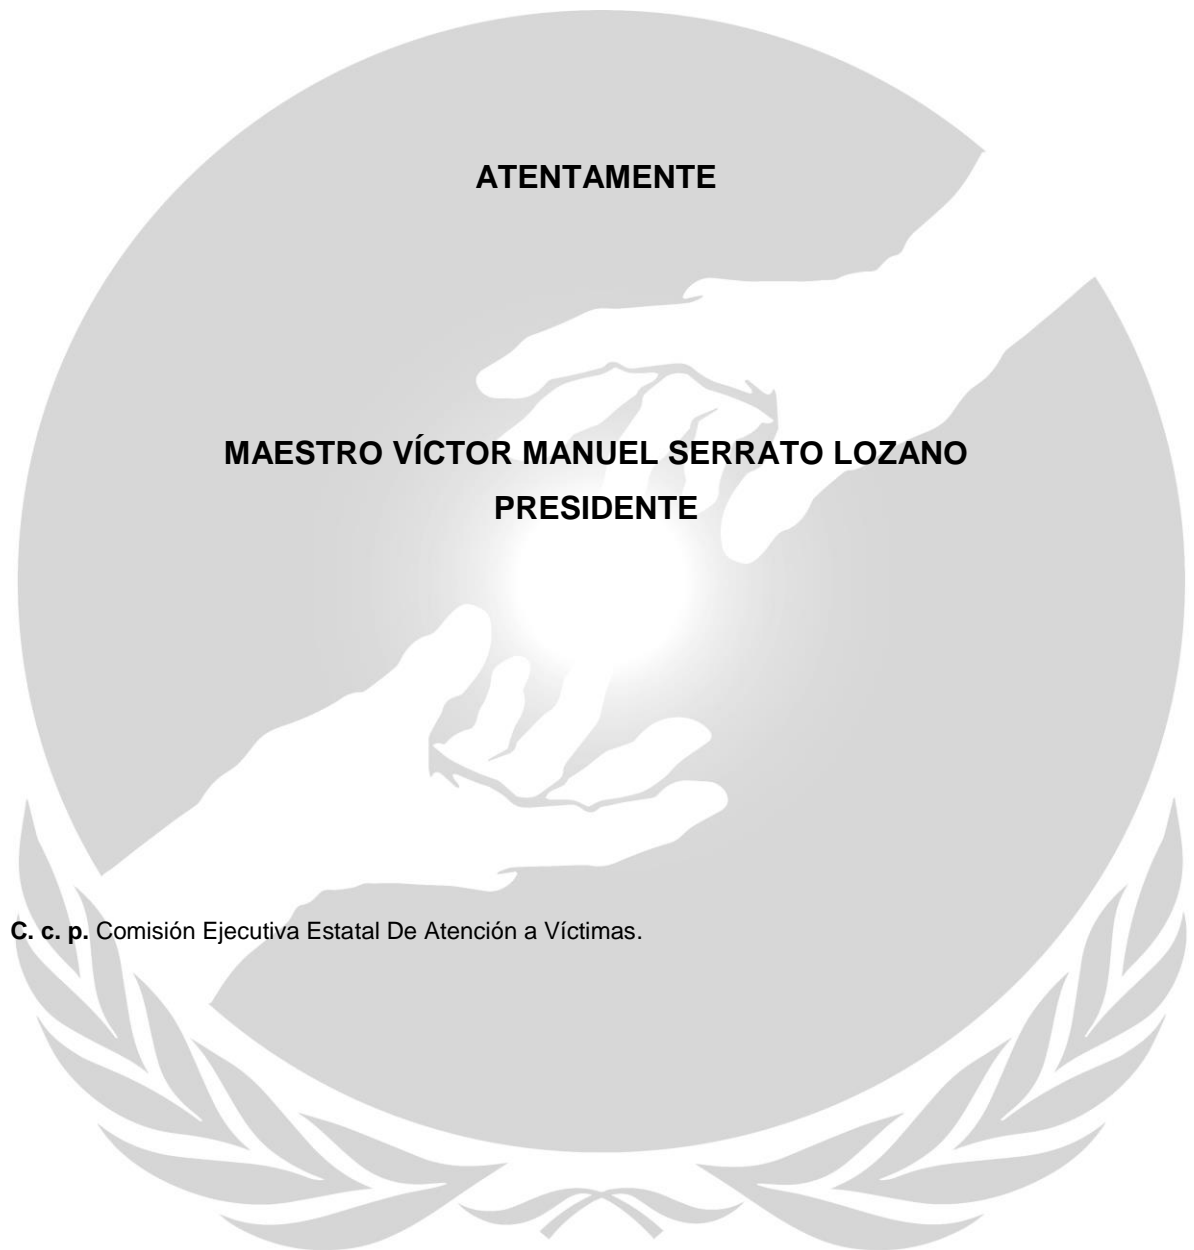 ATENTAMENTE
MAESTRO VÍCTOR MANUEL SERRATO LOZANO
PRESIDENTE
C. c. p. Comisión Ejecutiva Estatal De Atención a Víctimas.